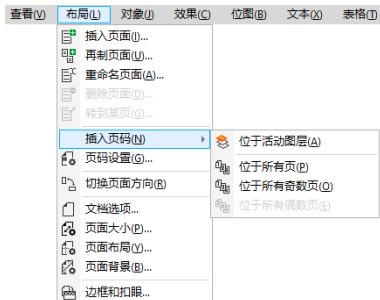 查看(V) 布局(L) 对象(J) 效果(C) 位图(B) 文本(X) 表格(T)
插入页面(I)...
再制页面(U)...
重命名页面(A)...
删除页面(D)...
转到某页(G)...
插入页码(N)
位于活动图层(A)
位于所有页(P)
位于所有奇数页(O)
位于所有偶数页(E)
页码设置(G)...
切换页面方向(R)
文档选项...
页面大小(P)...
页面布局(Y)...
页面背景(B)...
边框和扣眼...